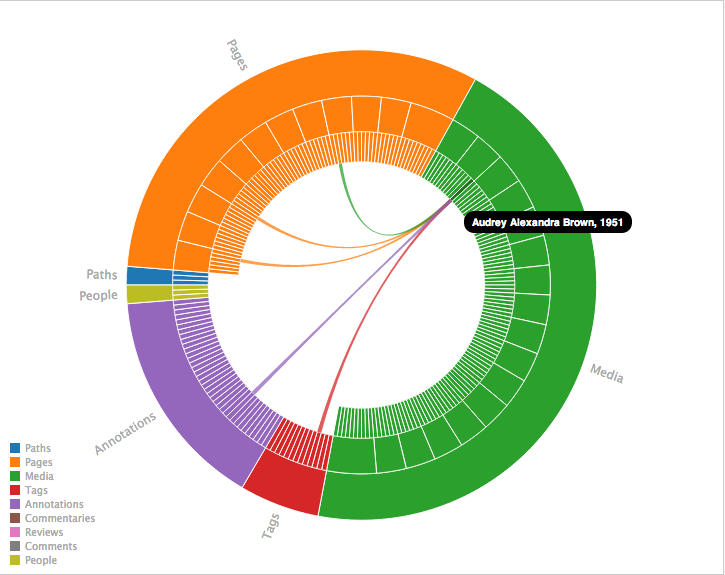 Pages
Audrey Alexandra Brown, 1951
Paths
People
Media
Annotations
Tags
Paths
Pages
Media
Tags
Annotations
Commentaries
Reviews
Comments
People